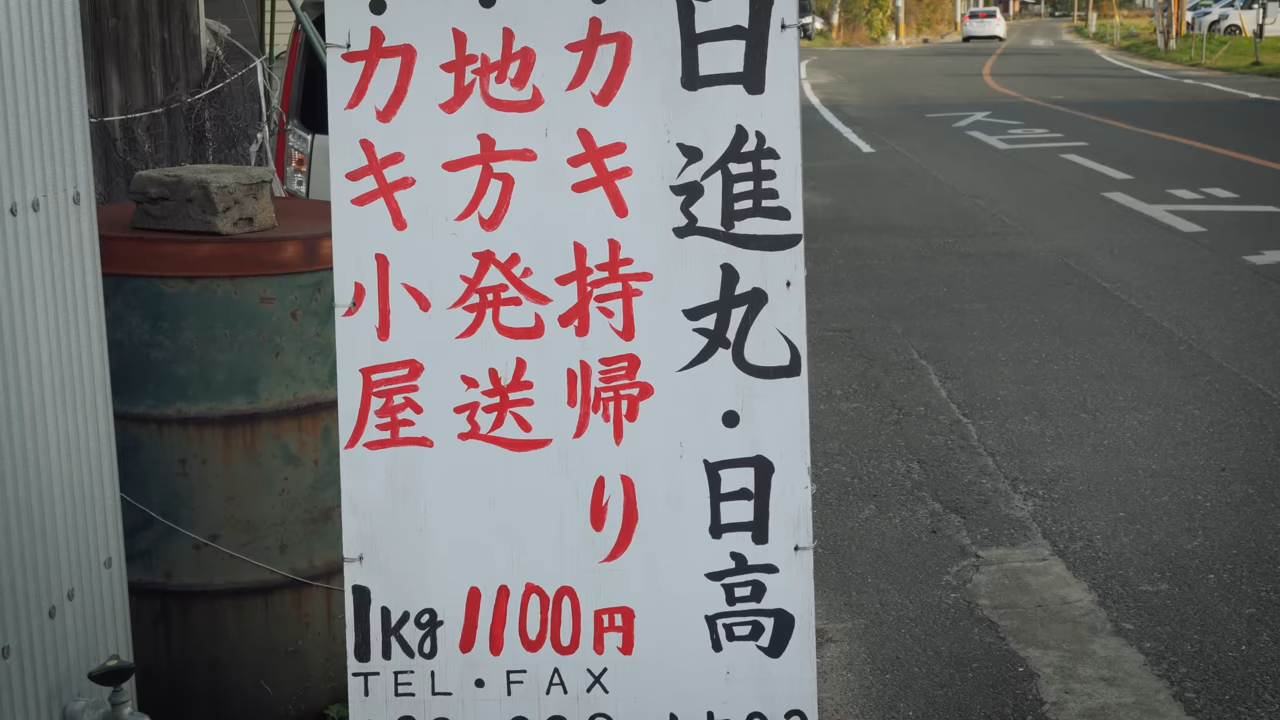 日進丸・日高
・カキ持帰り
・地方発送
・カキ小屋
1kg 1100円
TEL・FAX